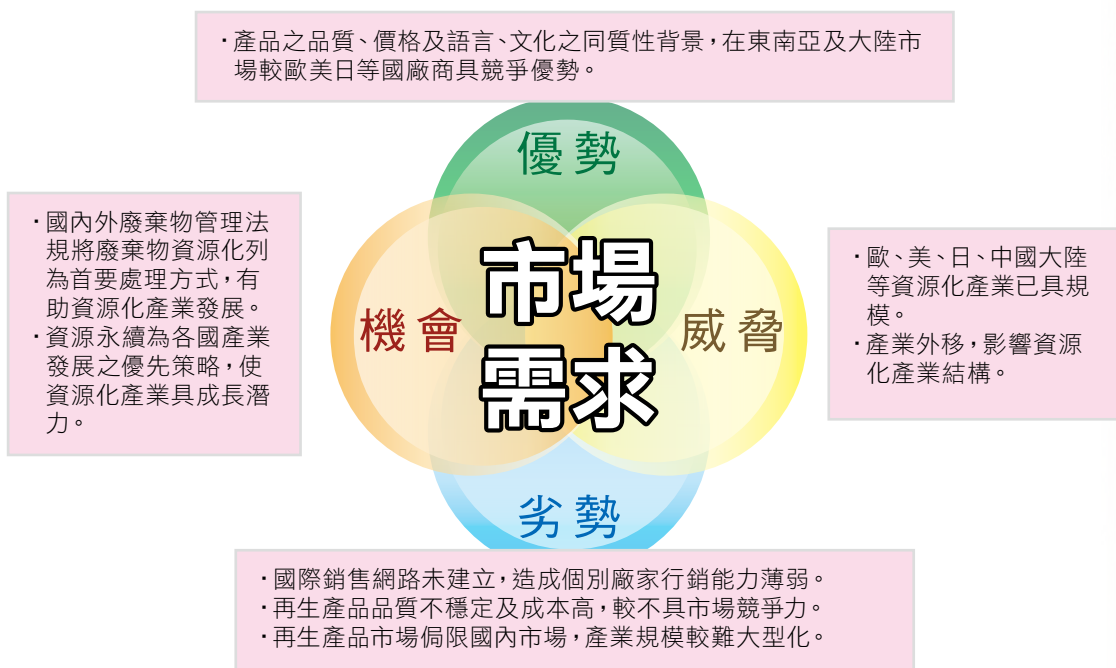 ·產品之品質、價格及語言、文化之同質性背景,在東南亞及大陸市
場較歐美日等國廠商具競爭優勢。
優勢
·國內外廢棄物管理法
規將廢棄物資源化列
為首要處理方式,有
助資源化產業發展。
·資源永續為各國產業
發展之優先策略,使
資源化產業具成長潛
力。
機會
市場
需求
威脅
·歐、美、日、中國大陸
等資源化產業已具規
模。
·產業外移,影響資源
化產業結構。
劣勢
·國際銷售網路未建立,造成個別廠家行銷能力薄弱。
·再生產品品質不穩定及成本高,較不具市場競爭力。
·再生產品市場侷限國內市場,產業規模較難大型化。